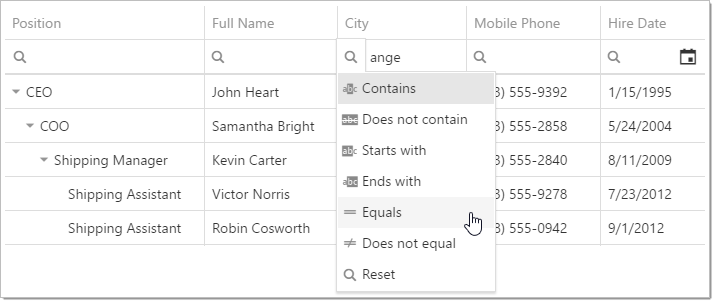 Position Full Name City Mobile Phone Hire Date
ange
CEO John Heart Contains 3) 555-9392 1/15/1995
COO Samantha Bright Does not contain 3) 555-2858 5/24/2004
Shipping Manager Kevin Carter Starts with 3) 555-2840 8/11/2009
Shipping Assistant Victor Norris Ends with 3) 555-9278 7/23/2012
Equals
Shipping Assistant Robin Cosworth Does not equal 3) 555-0942 9/1/2012
Reset